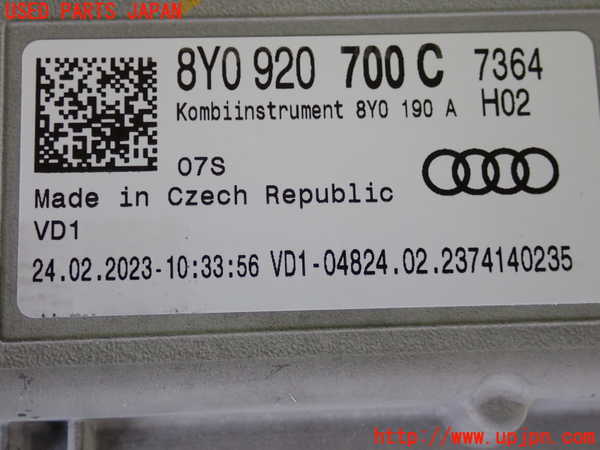 USED PARTS JAPAN
8Y0 920 700 C 7364
Kombiinstrument 8Y0 190 A H02
07S
Made in Czech Republic
VD1
24.02.2023-10:33:56 VD1-04824.02.2374140235
http://www.upjpn.com